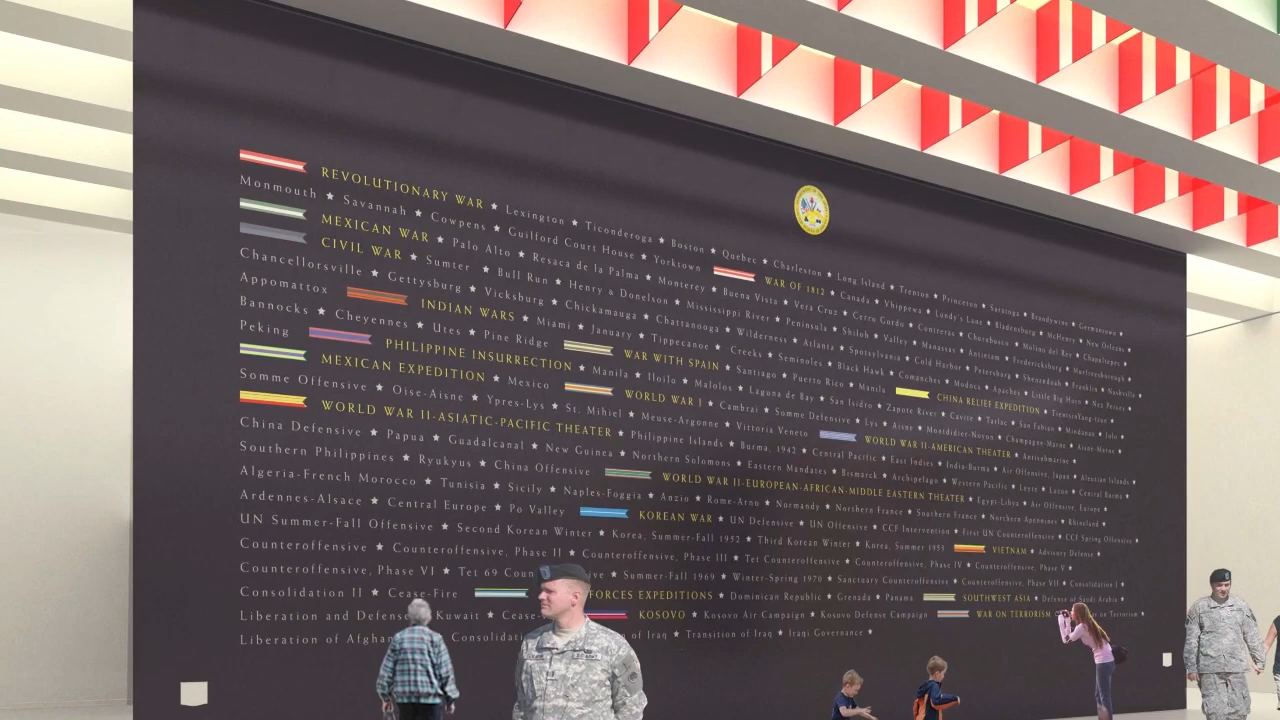 REVOLUTIONARY WAR ★ Lexington ★ Ticonderoga ★ Boston ★ Quebec ★ Charleston ★ Long Island ★ Trenton ★ Princeton ★ Saratoga ★ Brandywine ★ Germantown ★
Monmouth ★ Savannah ★ Cowpens ★ Guilford Court House ★ Yorktown WAR OF 1812 ★ Canada ★ Chippewa ★ Lundy's Lane ★ Bladensburg ★ McHenry ★ New Orleans ★
MEXICAN WAR ★ Palo Alto ★ Resaca de la Palma ★ Monterey ★ Buena Vista ★ Vera Cruz ★ Cerro Gordo ★ Contreras ★ Churubusco ★ Molino del Rey ★ Chapultepec ★
CIVIL WAR ★ Sumter ★ Bull Run ★ Henry & Donelson ★ Mississippi River ★ Peninsula ★ Shiloh ★ Valley ★ Manassas ★ Antietam ★ Fredericksburg ★ Murfreesborough ★
Chancellorsville ★ Gettysburg ★ Vicksburg ★ Chickamauga ★ Chattanooga ★ Wilderness ★ Atlanta ★ Spotsylvania ★ Cold Harbor ★ Petersburg ★ Shenandoah ★ Franklin ★ Nashville ★
Appomattox INDIAN WARS ★ Miami ★ January ★ Tippecanoe ★ Creeks ★ Seminoles ★ Black Hawk ★ Comanches ★ Modocs ★ Apaches ★ Little Big Horn ★ Nez Perces ★
Bannocks ★ Cheyennes ★ Utes ★ Pine Ridge WAR WITH SPAIN ★ Santiago ★ Puerto Rico ★ Manila CHINA RELIEF EXPEDITION ★
Peking PHILIPPINE INSURRECTION ★ Manila ★ Iloilo ★ Malolos ★ Laguna de Bay ★ San Isidro ★ Zapote River ★ Cavite ★ Tarlac ★ San Fabian ★ Mindanao ★ Jolo ★
MEXICAN EXPEDITION ★ Mexico WORLD WAR I ★ Cambrai ★ Somme Defensive ★ Lys ★ Aisne ★ Montdidier-Noyon ★ Champagne-Marne ★ Aisne-Marne ★
Somme Offensive ★ Oise-Aisne ★ Ypres-Lys ★ St. Mihiel ★ Meuse-Argonne ★ Vittoria Veneto WORLD WAR II-AMERICAN THEATER ★ Antisubmarine ★
WORLD WAR II-ASIATIC-PACIFIC THEATER ★ Philippine Islands ★ Burma, 1942 ★ Central Pacific ★ East Indies ★ India-Burma ★ Air Offensive, Japan ★ Aleutian Islands ★
China Defensive ★ Papua ★ Guadalcanal ★ New Guinea ★ Northern Solomons ★ Eastern Mandates ★ Bismarck ★ Archipelago ★ Western Pacific ★ Leyte ★ Luzon ★ Central Burma ★
Southern Philippines ★ Ryukyus ★ China Offensive WORLD WAR II-EUROPEAN-AFRICAN-MIDDLE EASTERN THEATER ★ Egypt-Libya ★ Air Offensive, Europe ★
Algeria-French Morocco ★ Tunisia ★ Sicily ★ Naples-Foggia ★ Anzio ★ Rome-Arno ★ Normandy ★ Northern France ★ Southern France ★ Northern Apennines ★ Rhineland ★
Ardennes-Alsace ★ Central Europe ★ Po Valley KOREAN WAR ★ UN Defensive ★ UN Offensive ★ CCF Intervention ★ First UN Counteroffensive ★ CCF Spring Offensive ★
UN Summer-Fall Offensive ★ Second Korean Winter ★ Korea, Summer-Fall 1952 ★ Third Korean Winter ★ Korea, Summer 1953 VIETNAM ★ Advisory Defense ★
Counteroffensive ★ Counteroffensive, Phase II ★ Counteroffensive, Phase III ★ Tet Counteroffensive ★ Counteroffensive, Phase IV ★ Counteroffensive, Phase V ★
Counteroffensive, Phase VI ★ Tet 69 Coun ive ★ Summer-Fall 1969 ★ Winter-Spring 1970 ★ Sanctuary Counteroffensive ★ Counteroffensive, Phase VII ★ Consolidation I ★
Consolidation II ★ Cease-Fire FORCES EXPEDITIONS ★ Dominican Republic ★ Grenada ★ Panama SOUTHWEST ASIA ★ Defense of Saudi Arabia ★
Liberation and Defens Kuwait ★ Cease KOSOVO ★ Kosovo Air Campaign ★ Kosovo Defense Campaign WAR ON TERRORISM on Terrorism ★
Liberation of Afghan Consolidati n of Iraq ★ Transition of Iraq ★ Iraqi Governance ★